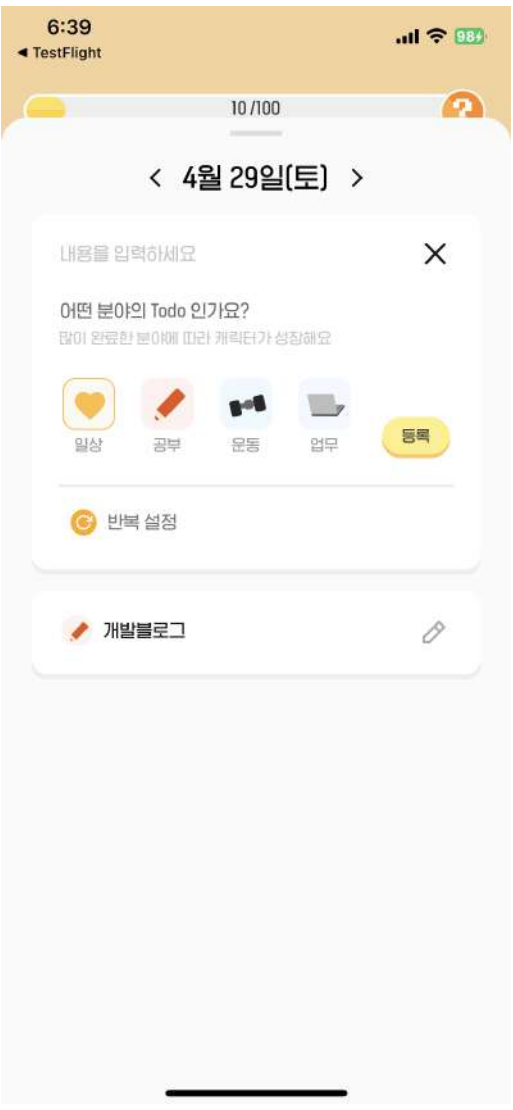 6:39
98
◀ TestFlight
10/100
4월 29일(토)
내용을 입력하세요
어떤 분야의 Todo 인가요?
많이 완료한 분야에 따라 캐릭터가 성장해요
일상 공부 운동 업무
등록
반복 설정
개발블로그